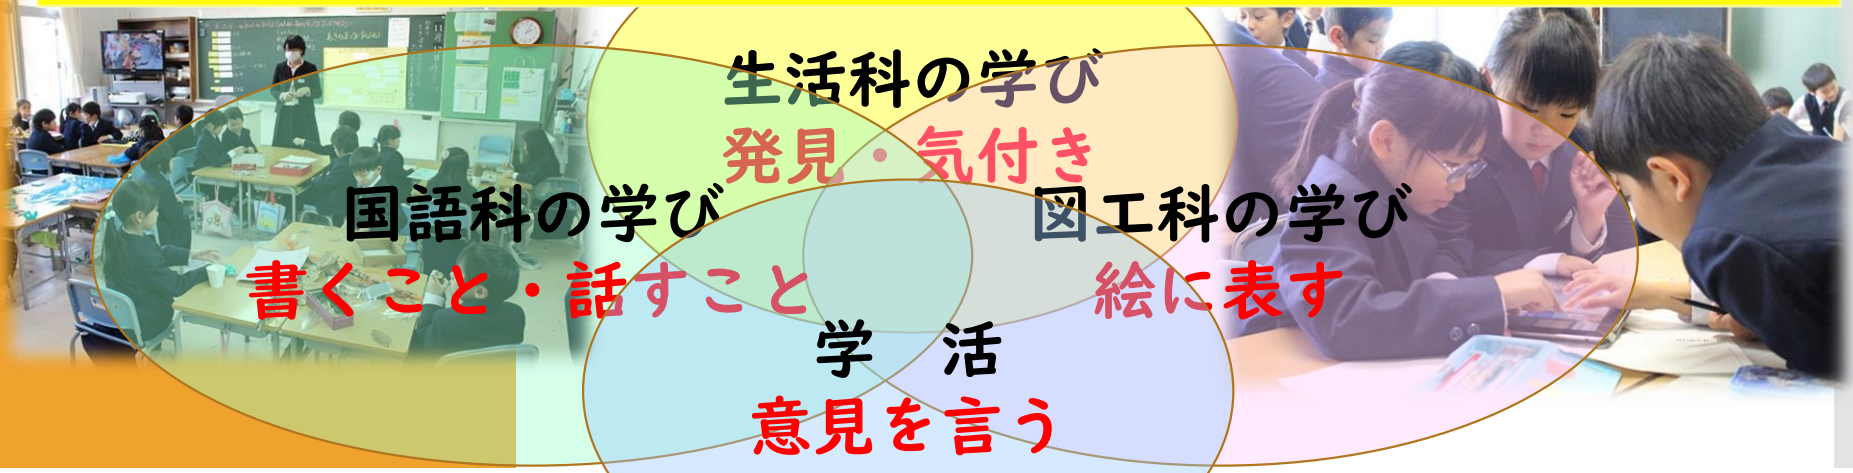 生活科の学び
発見・気付き
国語科の学び
書くこと・話すこと
図工科の学び
絵に表す
学　活
意見を言う